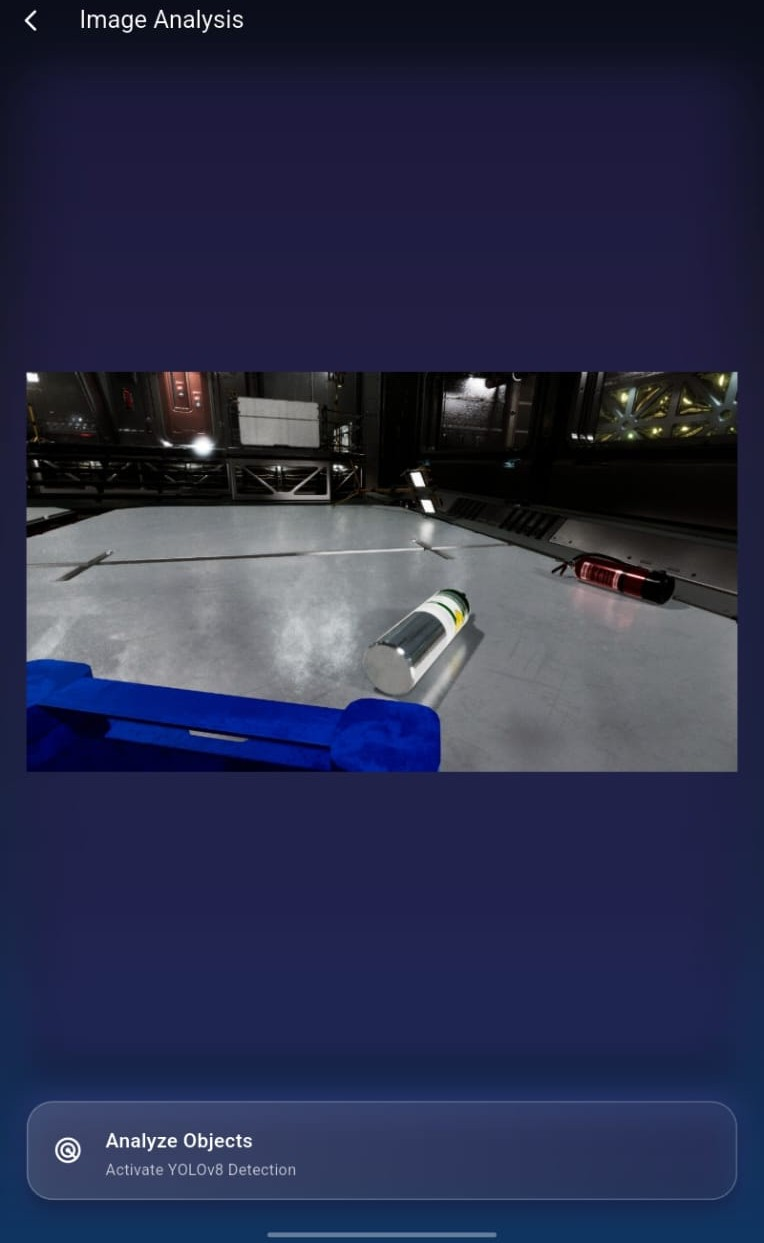 Image Analysis
Analyze Objects
Activate YOLOv8 Detection